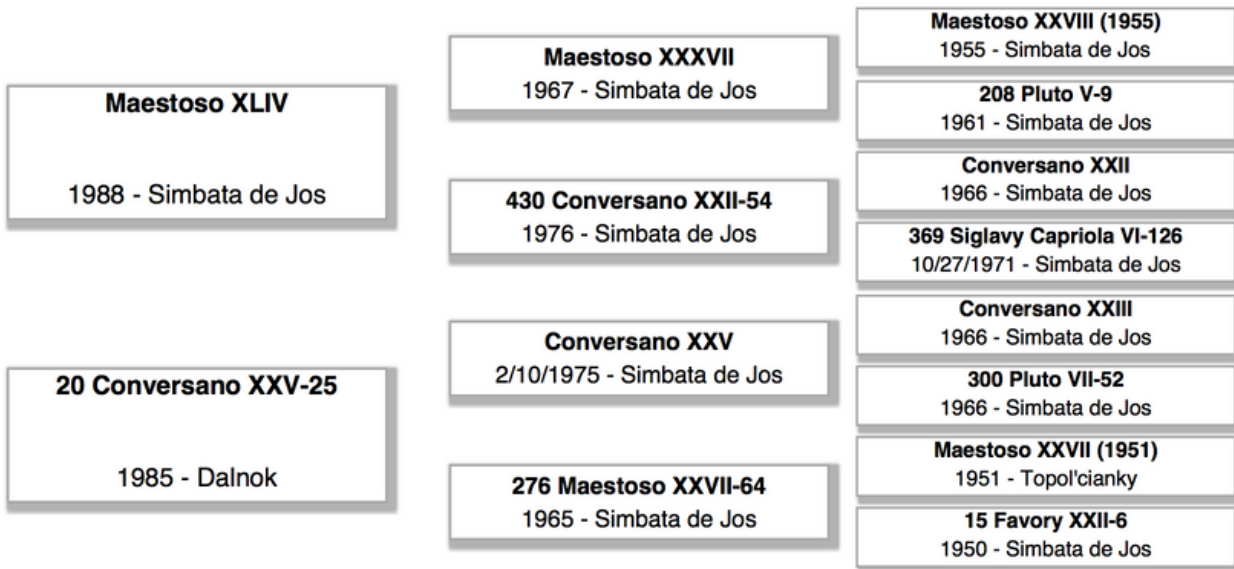 Maestoso XLIV
1988 - Simbata de Jos
20 Conversano XXV-25
1985 - Dalnok
Maestoso XXXVII
1967 - Simbata de Jos
430 Conversano XXII-54
1976 - Simbata de Jos
Conversano XXV
2/10/1975 - Simbata de Jos
276 Maestoso XXVII-64
1965 - Simbata de Jos
Maestoso XXVIII (1955)
1955 - Simbata de Jos
208 Pluto V-9
1961 - Simbata de Jos
Conversano XXII
1966 - Simbata de Jos
369 Siglavy Capriola VI-126
10/27/1971 - Simbata de Jos
Conversano XXIII
1966 - Simbata de Jos
300 Pluto VII-52
1966 - Simbata de Jos
Maestoso XXVII (1951)
1951 - Topol'cianky
15 Favory XXII-6
1950 - Simbata de Jos